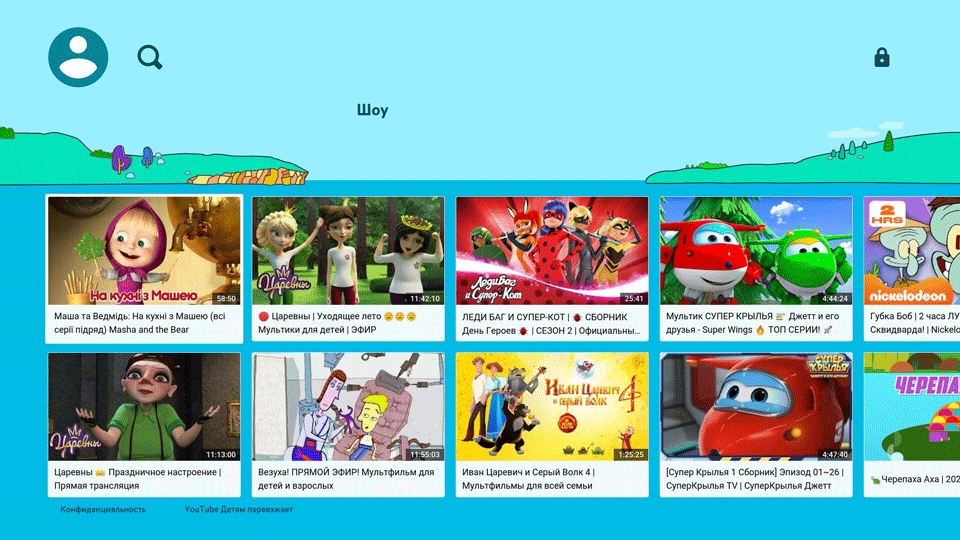 Шоу
На кухні з Машею
58:50
Царевны
11:42:10
ЛедиБаг
и Супер-Кот
25:41
4:44:24
2
HRS
nickelodeon
Маша та Ведмідь: На кухні з Машею (всі
серії підряд) Masha and the Bear
🔴 Царевны | Уходящее лето 🌞🌞🌞
Мультики для детей | ЭФИР
ЛЕДИ БАГ И СУПЕР-КОТ | 🐞 СБОРНИК
День Героев 🐞 | СЕЗОН 2 | Официальны...
Мультик СУПЕР КРЫЛЬЯ 🛫 Джетт и его
друзья - Super Wings 🔥 ТОП СЕРИИ! 🚀
Губка Боб | 2 часа ЛУ
Сквидварда! | Nickelo
Царевны
11:13:00
11:55:03
Иван Царевич
и серый волк 4
1:25:25
СУПЕР
КРЫЛЬЯ
4:47:40
ЧЕРЕПА
Царевны 👑 Праздничное настроение |
Прямая трансляция
Везуха! ПРЯМОЙ ЭФИР! Мультфильм для
детей и взрослых
Иван Царевич и Серый Волк 4 |
Мультфильмы для всей семьи
[Супер Крылья 1 Сборник] Эпизод 01~26 |
СуперКрылья TV | СуперКрылья Джетт
🐢Черепаха Аха | 202
Конфиденциальность
YouTube Детям переезжает